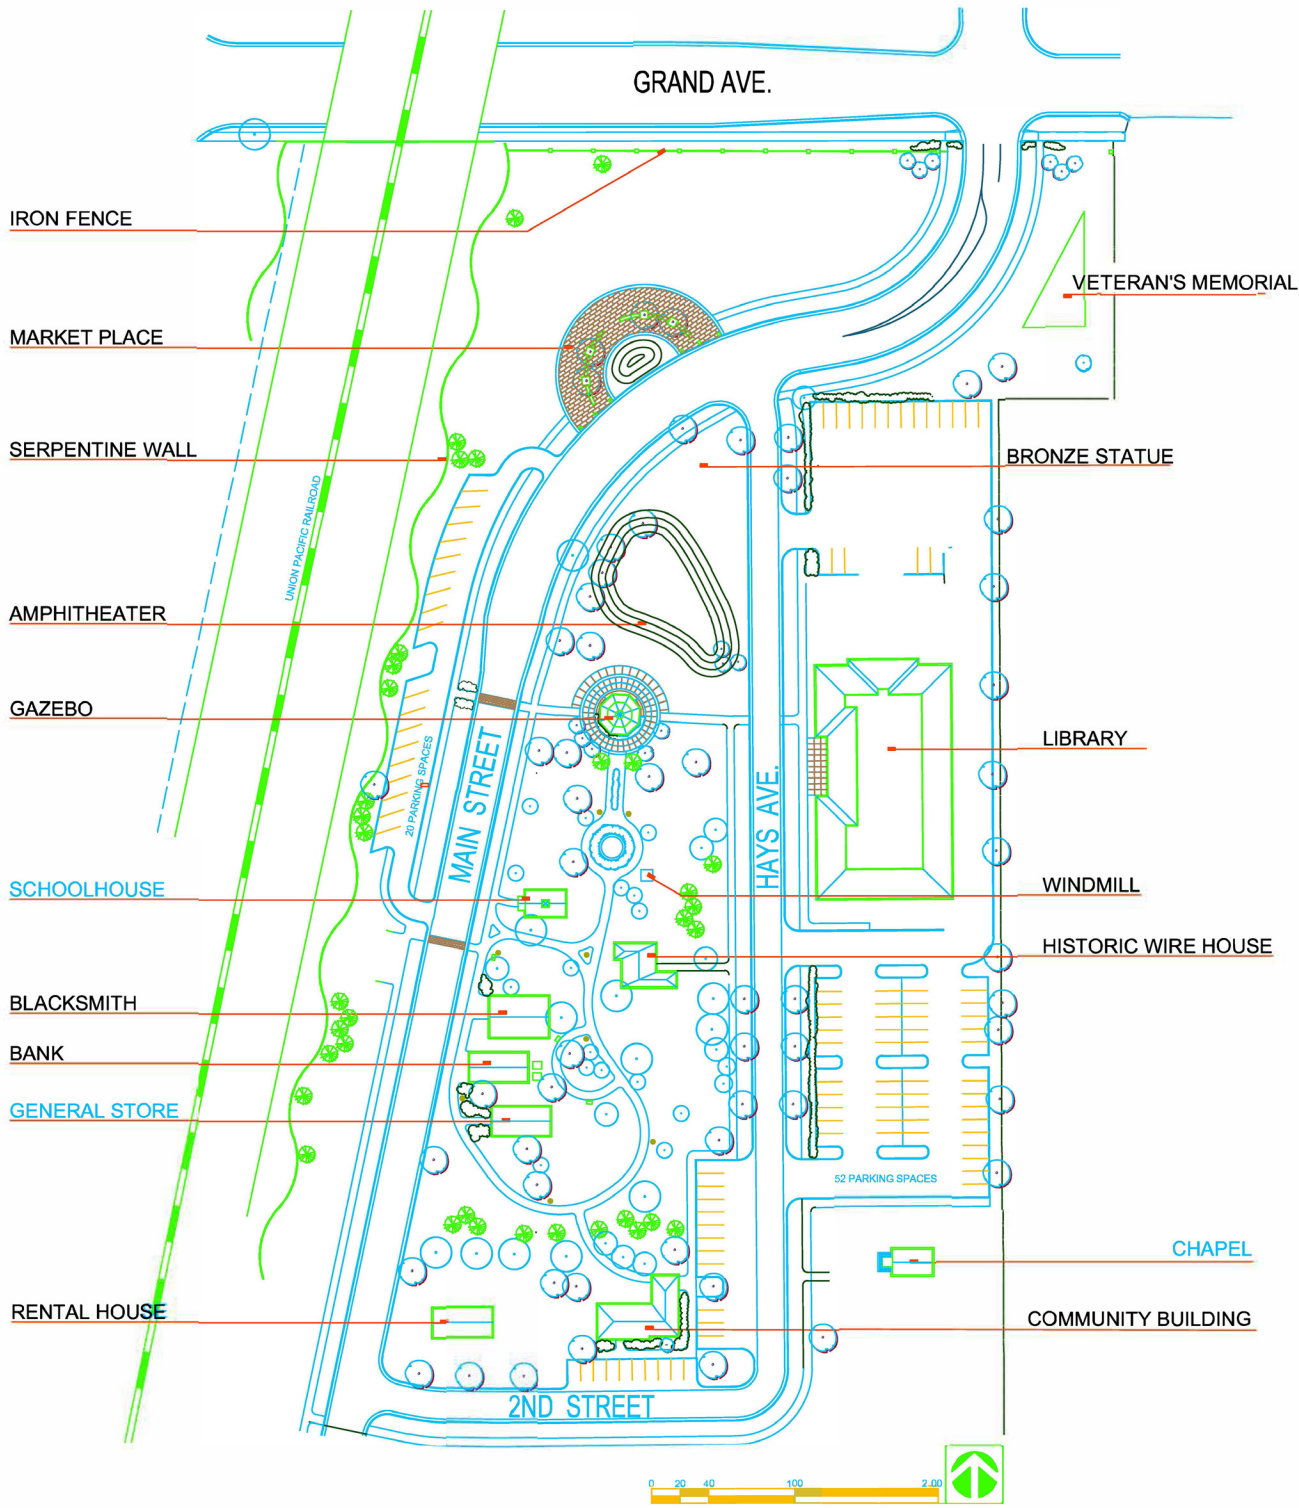 GRAND AVE.
IRON FENCE
VETERAN'S MEMORIAL
MARKET PLACE
SERPENTINE WALL
BRONZE STATUE
UNION PACIFIC RAILROAD
AMPHITHEATER
GAZEBO
LIBRARY
20 PARKING SPACES
MAIN STREET
HAYS AVE.
SCHOOLHOUSE
WINDMILL
HISTORIC WIRE HOUSE
BLACKSMITH
BANK
GENERAL STORE
52 PARKING SPACES
CHAPEL
RENTAL HOUSE
COMMUNITY BUILDING
2ND STREET
0 20 40 100 2.00